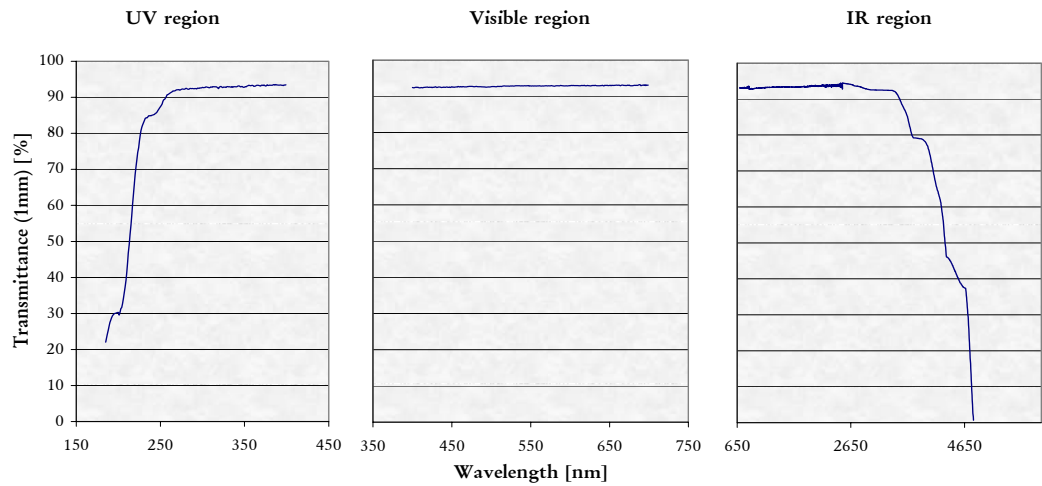 UV region
Visible region
IR region
Transmittance (1mm) [%]
100
90
80
70
60
50
40
30
20
10
0
150 250 350 450
350 450 550 650 750
650 2650 4650
Wavelength [nm]